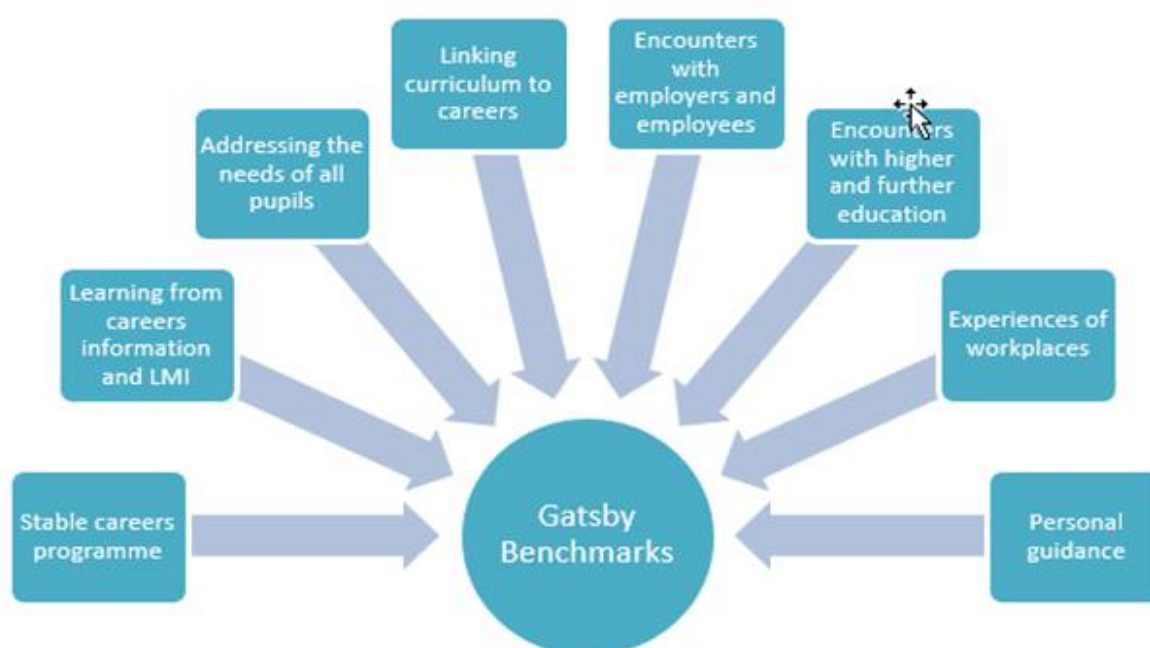 Stable careers
programme
Learning from
careers
information
and LMI
Addressing the
needs of all
pupils
Linking
curriculum to
careers
Encounters
with
employers and
employees
Encounters
with higher
and further
education
Experiences of
workplaces
Personal
guidance
Gatsby
Benchmarks